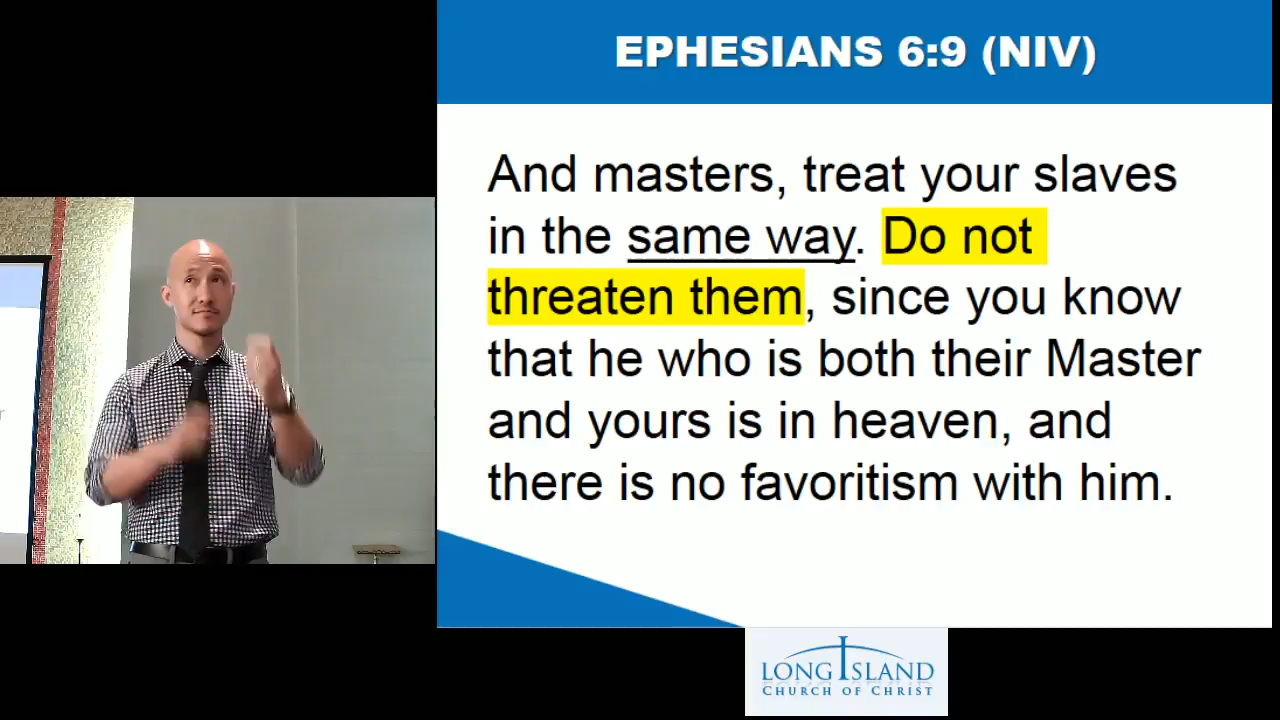 EPHESIANS 6:9 (NIV)
And masters, treat your slaves
in the same way. Do not
threaten them, since you know
that he who is both their Master
and yours is in heaven, and
there is no favoritism with him.
LONG ISLAND
CHURCH OF CHRIST